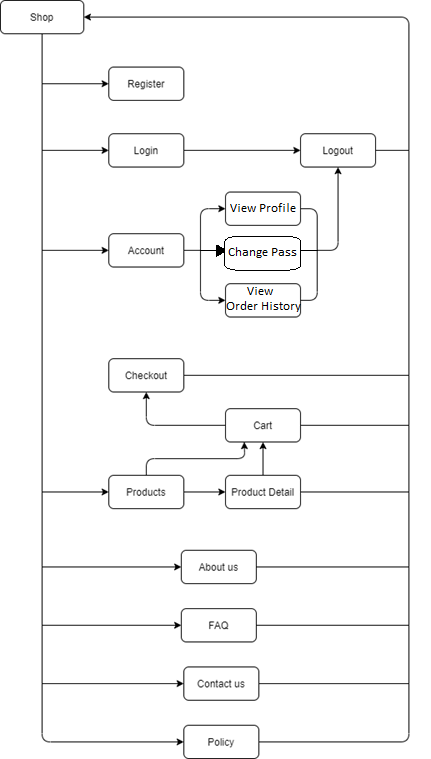 Shop
Register
Login
Logout
View Profile
Account
Change Pass
View
Order History
Checkout
Cart
Products
Product Detail
About us
FAQ
Contact us
Policy